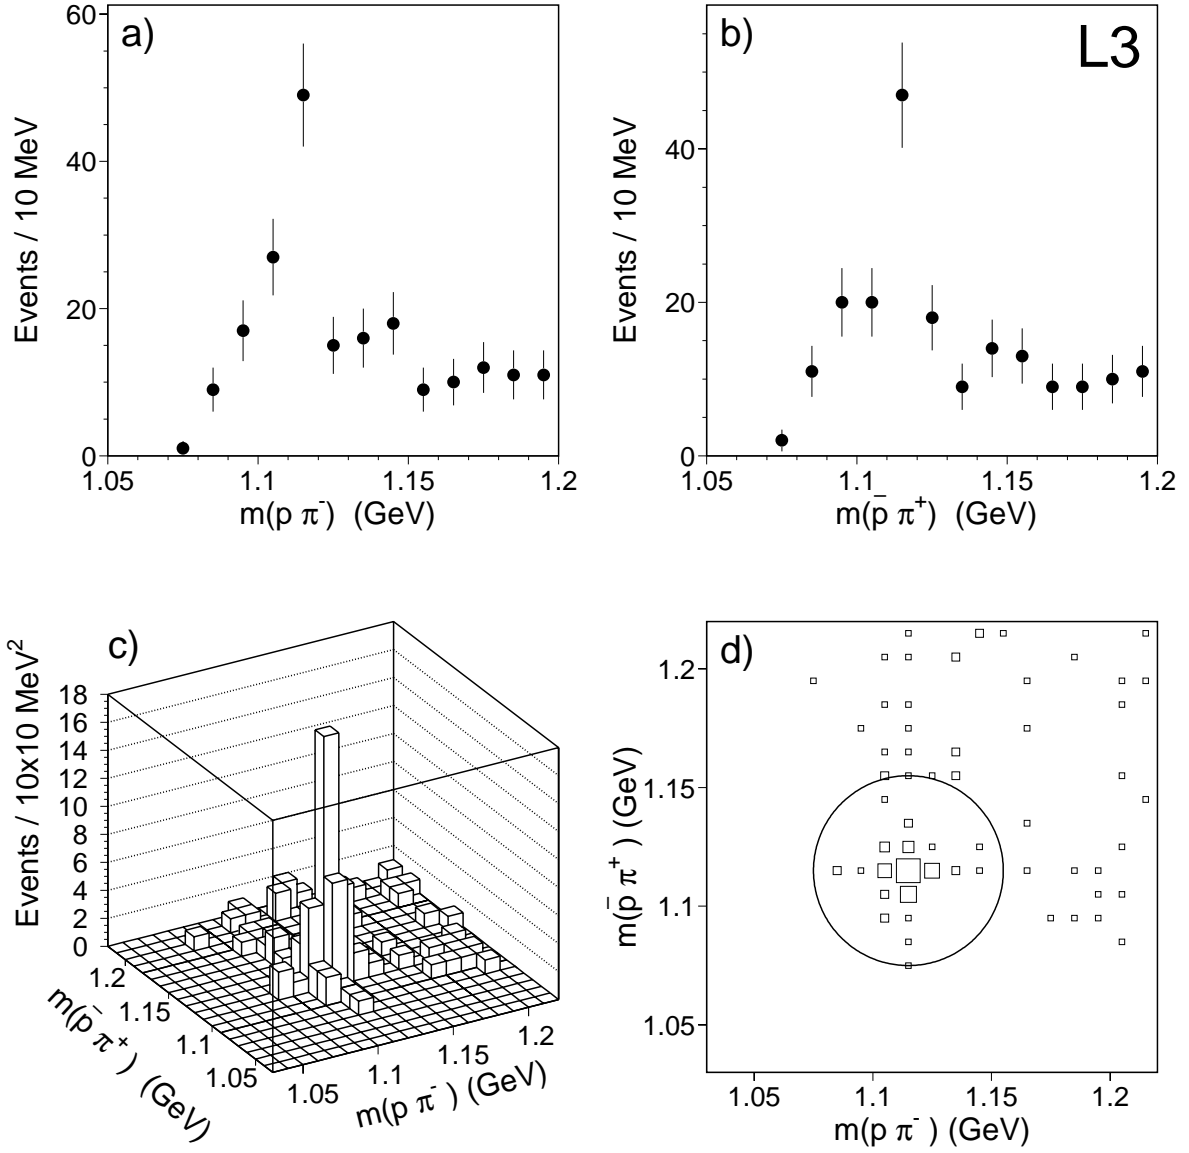 a)
60
40
20
0
Events / 10 MeV
1.05 1.1 1.15 1.2
m(p π⁻) (GeV)
b)
L3
40
20
0
Events / 10 MeV
1.05 1.1 1.15 1.2
m(p̄ π⁺) (GeV)
c)
18
16
14
12
10
8
6
4
2
0
Events / 10x10 MeV²
1.2
1.15
1.1
1.05
m(p̄ π⁺) (GeV)
1.05
1.1
1.15
1.2
m(p π⁻) (GeV)
d)
1.2
1.15
1.1
1.05
m(p̄ π⁺) (GeV)
1.05 1.1 1.15 1.2
m(p π⁻) (GeV)